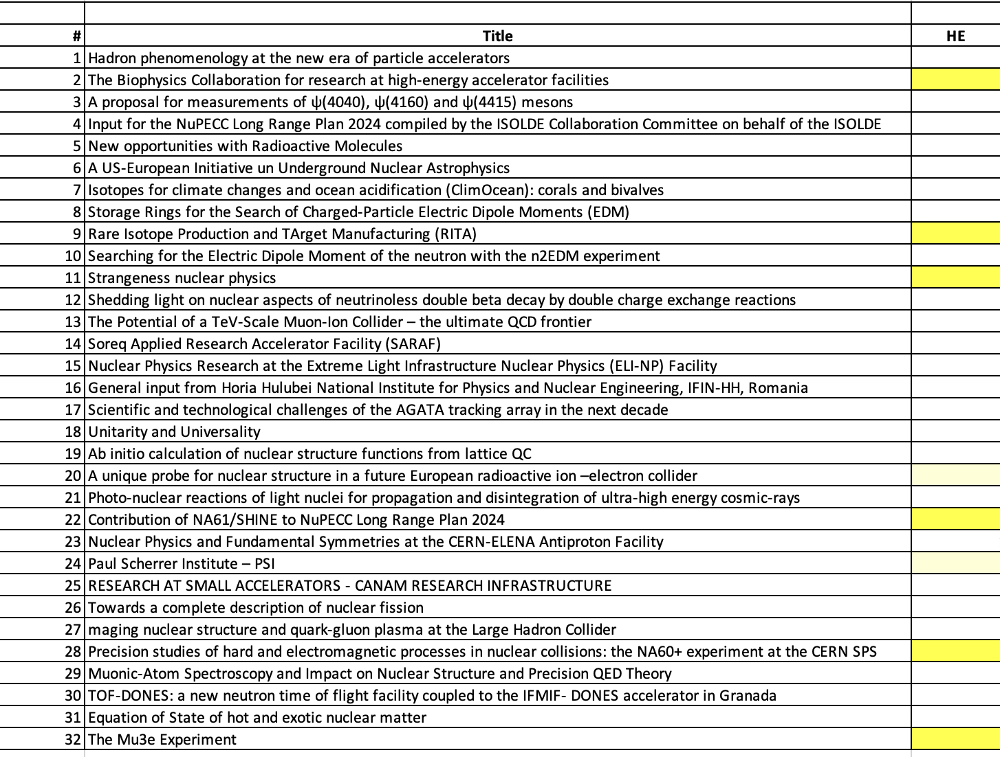 # Title HE
1 Hadron phenomenology at the new era of particle accelerators
2 The Biophysics Collaboration for research at high-energy accelerator facilities
3 A proposal for measurements of ψ(4040), ψ(4160) and ψ(4415) mesons
4 Input for the NuPECC Long Range Plan 2024 compiled by the ISOLDE Collaboration Committee on behalf of the ISOLDE
5 New opportunities with Radioactive Molecules
6 A US-European Initiative un Underground Nuclear Astrophysics
7 Isotopes for climate changes and ocean acidification (ClimOcean): corals and bivalves
8 Storage Rings for the Search of Charged-Particle Electric Dipole Moments (EDM)
9 Rare Isotope Production and TArget Manufacturing (RITA)
10 Searching for the Electric Dipole Moment of the neutron with the n2EDM experiment
11 Strangeness nuclear physics
12 Shedding light on nuclear aspects of neutrinoless double beta decay by double charge exchange reactions
13 The Potential of a TeV-Scale Muon-Ion Collider – the ultimate QCD frontier
14 Soreq Applied Research Accelerator Facility (SARAF)
15 Nuclear Physics Research at the Extreme Light Infrastructure Nuclear Physics (ELI-NP) Facility
16 General input from Horia Hulubei National Institute for Physics and Nuclear Engineering, IFIN-HH, Romania
17 Scientific and technological challenges of the AGATA tracking array in the next decade
18 Unitarity and Universality
19 Ab initio calculation of nuclear structure functions from lattice QC
20 A unique probe for nuclear structure in a future European radioactive ion –electron collider
21 Photo-nuclear reactions of light nuclei for propagation and disintegration of ultra-high energy cosmic-rays
22 Contribution of NA61/SHINE to NuPECC Long Range Plan 2024
23 Nuclear Physics and Fundamental Symmetries at the CERN-ELENA Antiproton Facility
24 Paul Scherrer Institute – PSI
25 RESEARCH AT SMALL ACCELERATORS - CANAM RESEARCH INFRASTRUCTURE
26 Towards a complete description of nuclear fission
27 maging nuclear structure and quark-gluon plasma at the Large Hadron Collider
28 Precision studies of hard and electromagnetic processes in nuclear collisions: the NA60+ experiment at the CERN SPS
29 Muonic-Atom Spectroscopy and Impact on Nuclear Structure and Precision QED Theory
30 TOF-DONES: a new neutron time of flight facility coupled to the IFMIF- DONES accelerator in Granada
31 Equation of State of hot and exotic nuclear matter
32 The Mu3e Experiment